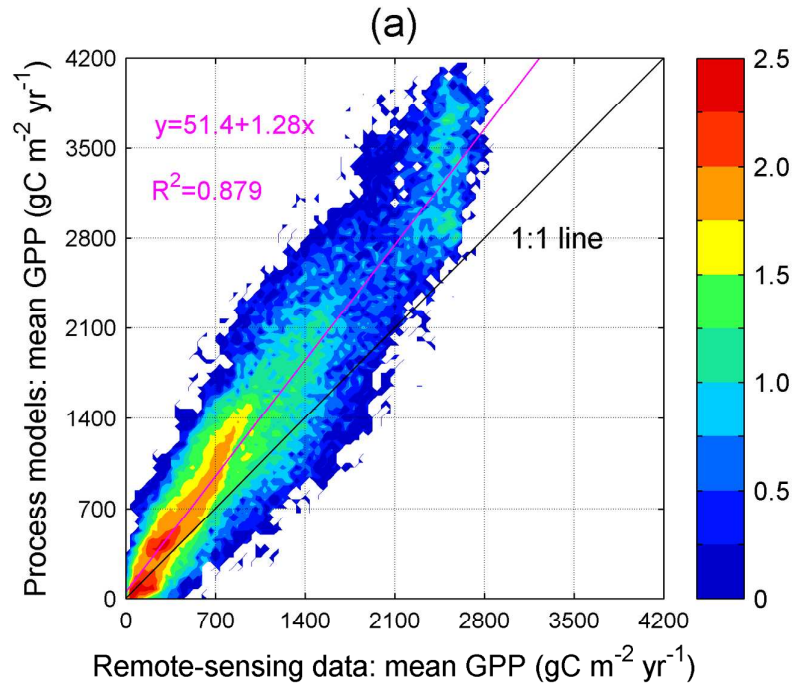 (a)
4200
3500
2800
2100
1400
700
0
Process models: mean GPP (gC m⁻² yr⁻¹)
y=51.4+1.28x
R²=0.879
1:1 line
0 700 1400 2100 2800 3500 4200
Remote-sensing data: mean GPP (gC m⁻² yr⁻¹)
2.5
2.0
1.5
1.0
0.5
0